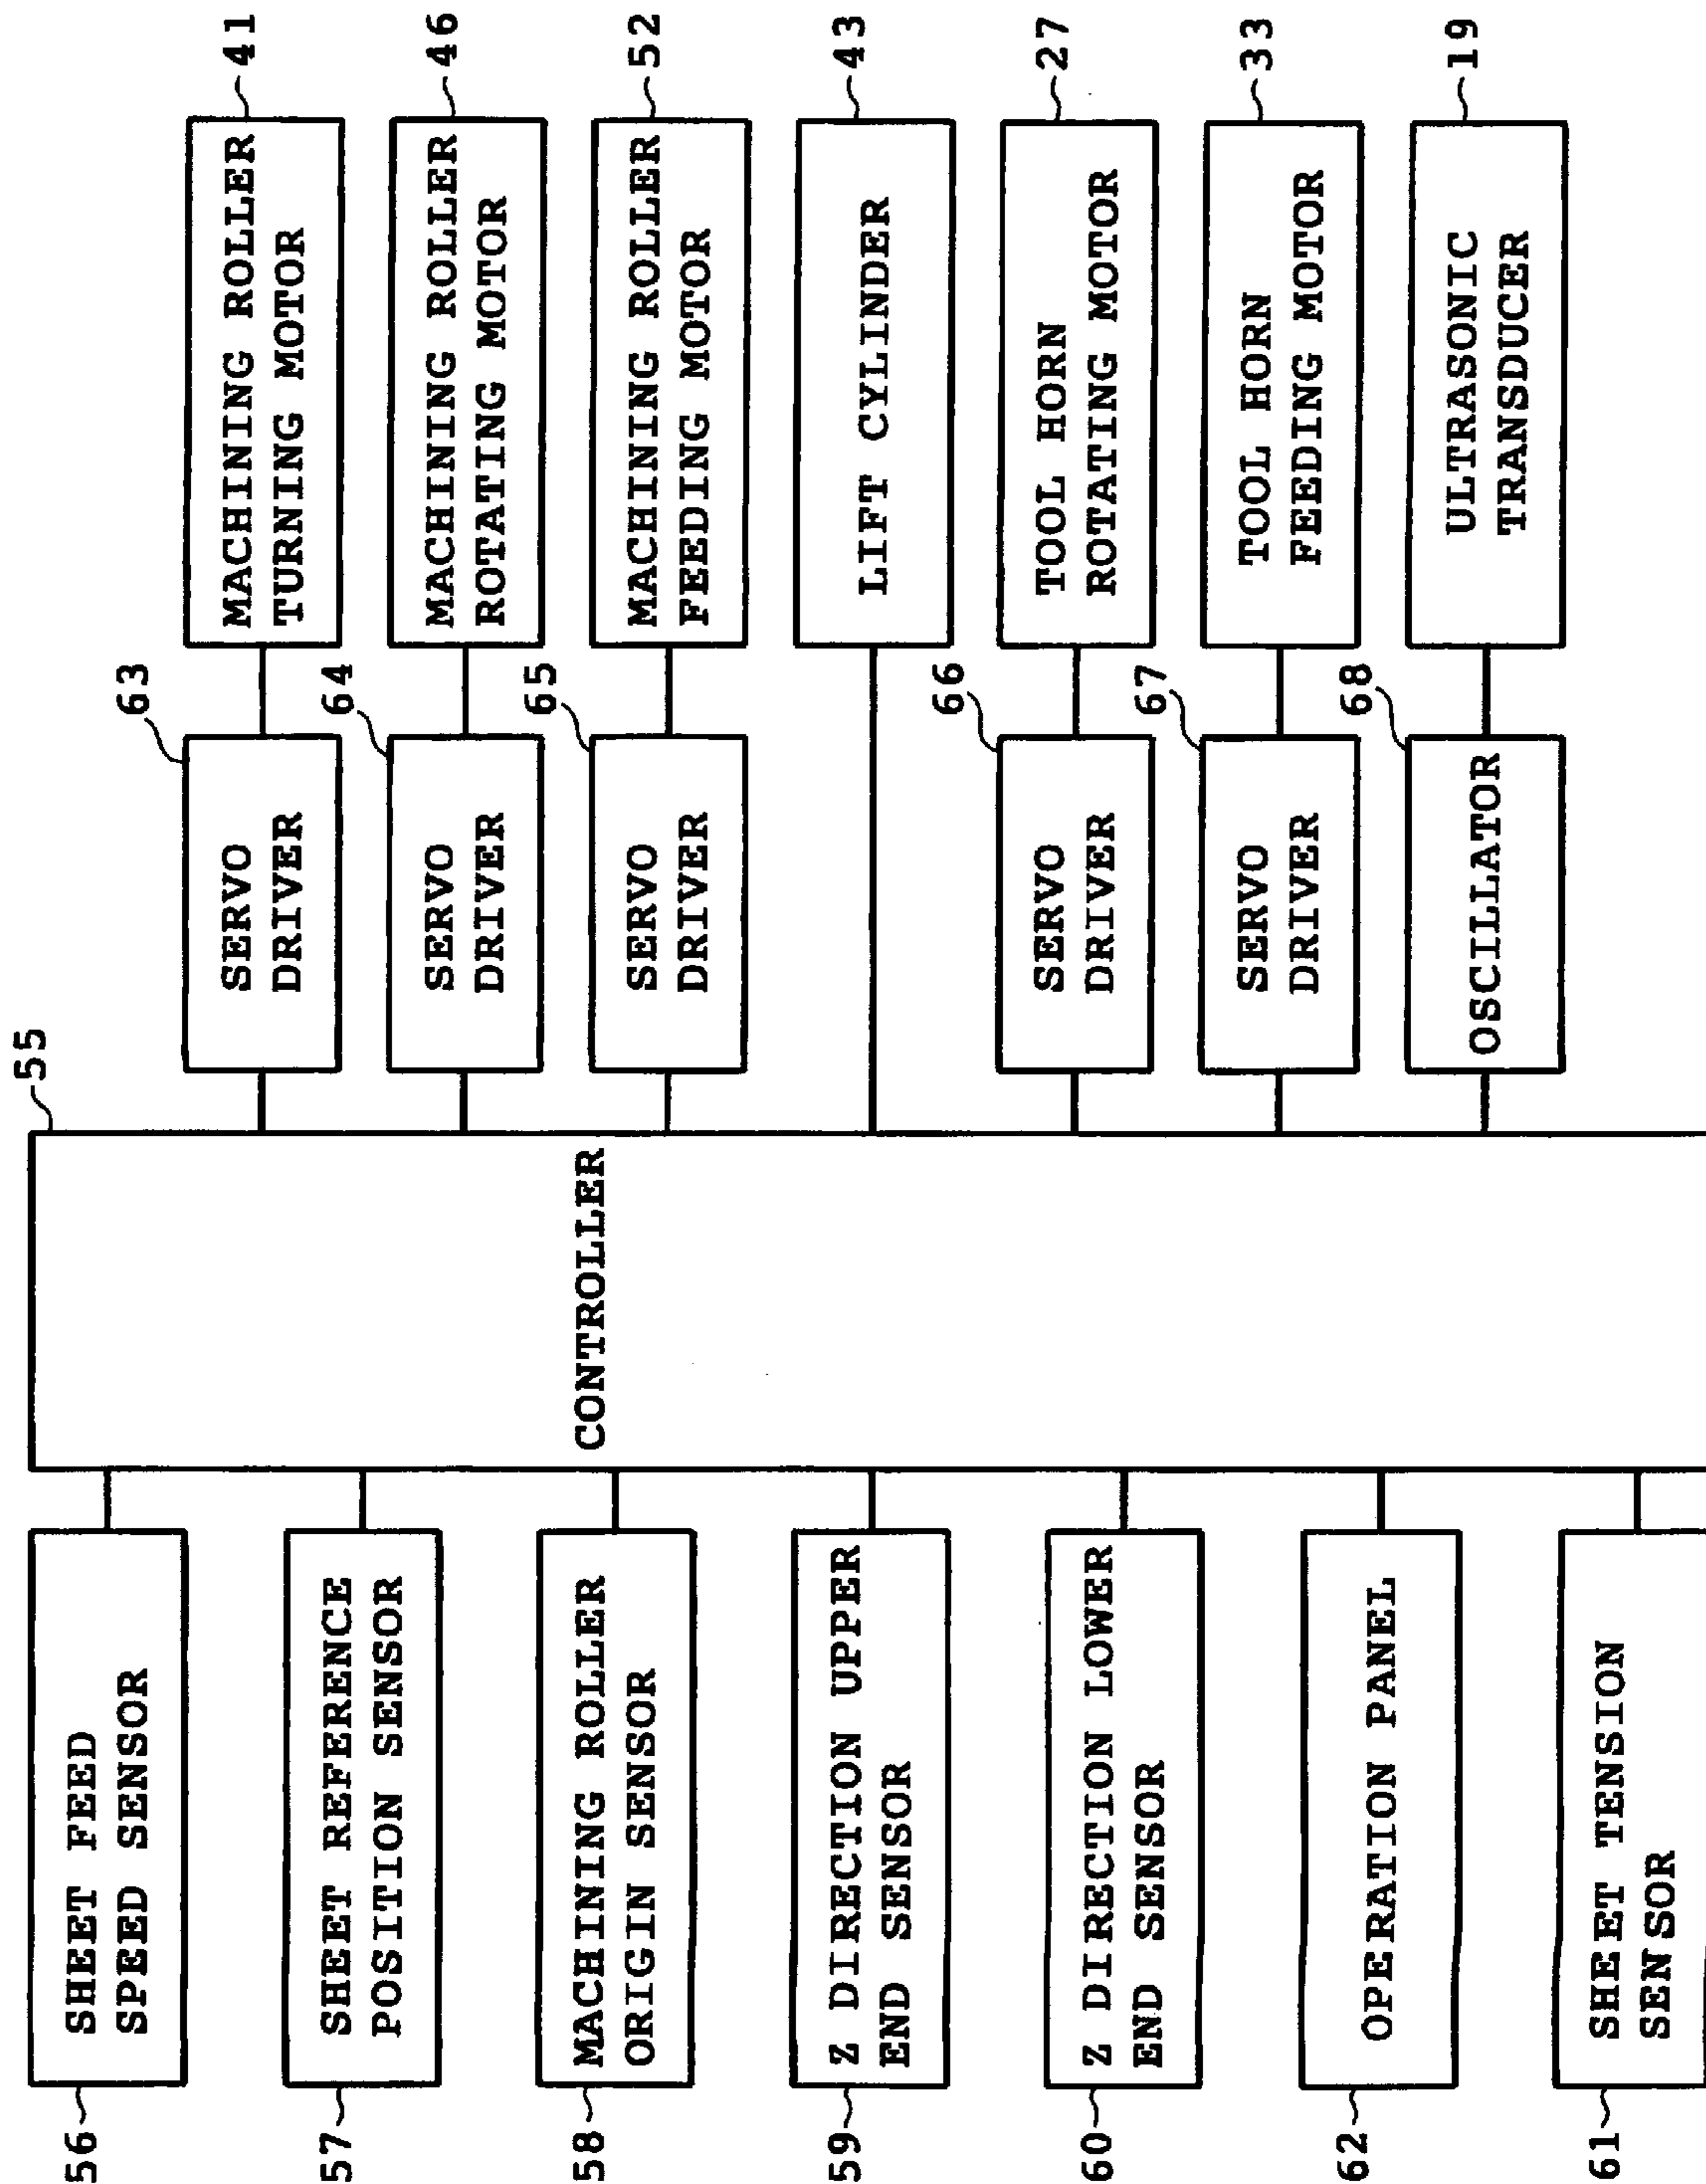 55
CONTROLLER
56
SHEET FEED
SPEED SENSOR
57
SHEET REFERENCE
POSITION SENSOR
58
MACHINING ROLLER
ORIGIN SENSOR
59
Z DIRECTION UPPER
END SENSOR
60
Z DIRECTION LOWER
END SENSOR
62
OPERATION PANEL
61
SHEET TENSION
SENSOR
63
SERVO
DRIVER
MACHINING ROLLER
TURNING MOTOR
41
64
SERVO
DRIVER
MACHINING ROLLER
ROTATING MOTOR
46
65
SERVO
DRIVER
MACHINING ROLLER
FEEDING MOTOR
52
LIFT CYLINDER
43
66
SERVO
DRIVER
TOOL HORN
ROTATING MOTOR
27
67
SERVO
DRIVER
TOOL HORN
FEEDING MOTOR
33
68
OSCILLATOR
ULTRASONIC
TRANSDUCER
19